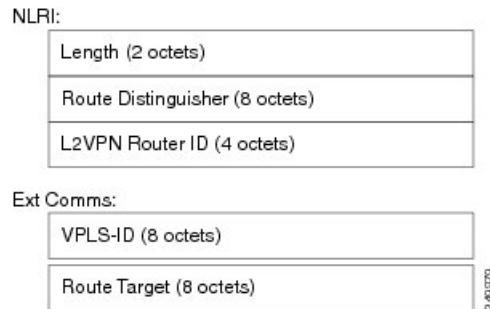 NLRI:
Length (2 octets)
Route Distinguisher (8 octets)
L2VPN Router ID (4 octets)
Ext Comms:
VPLS-ID (8 octets)
Route Target (8 octets)